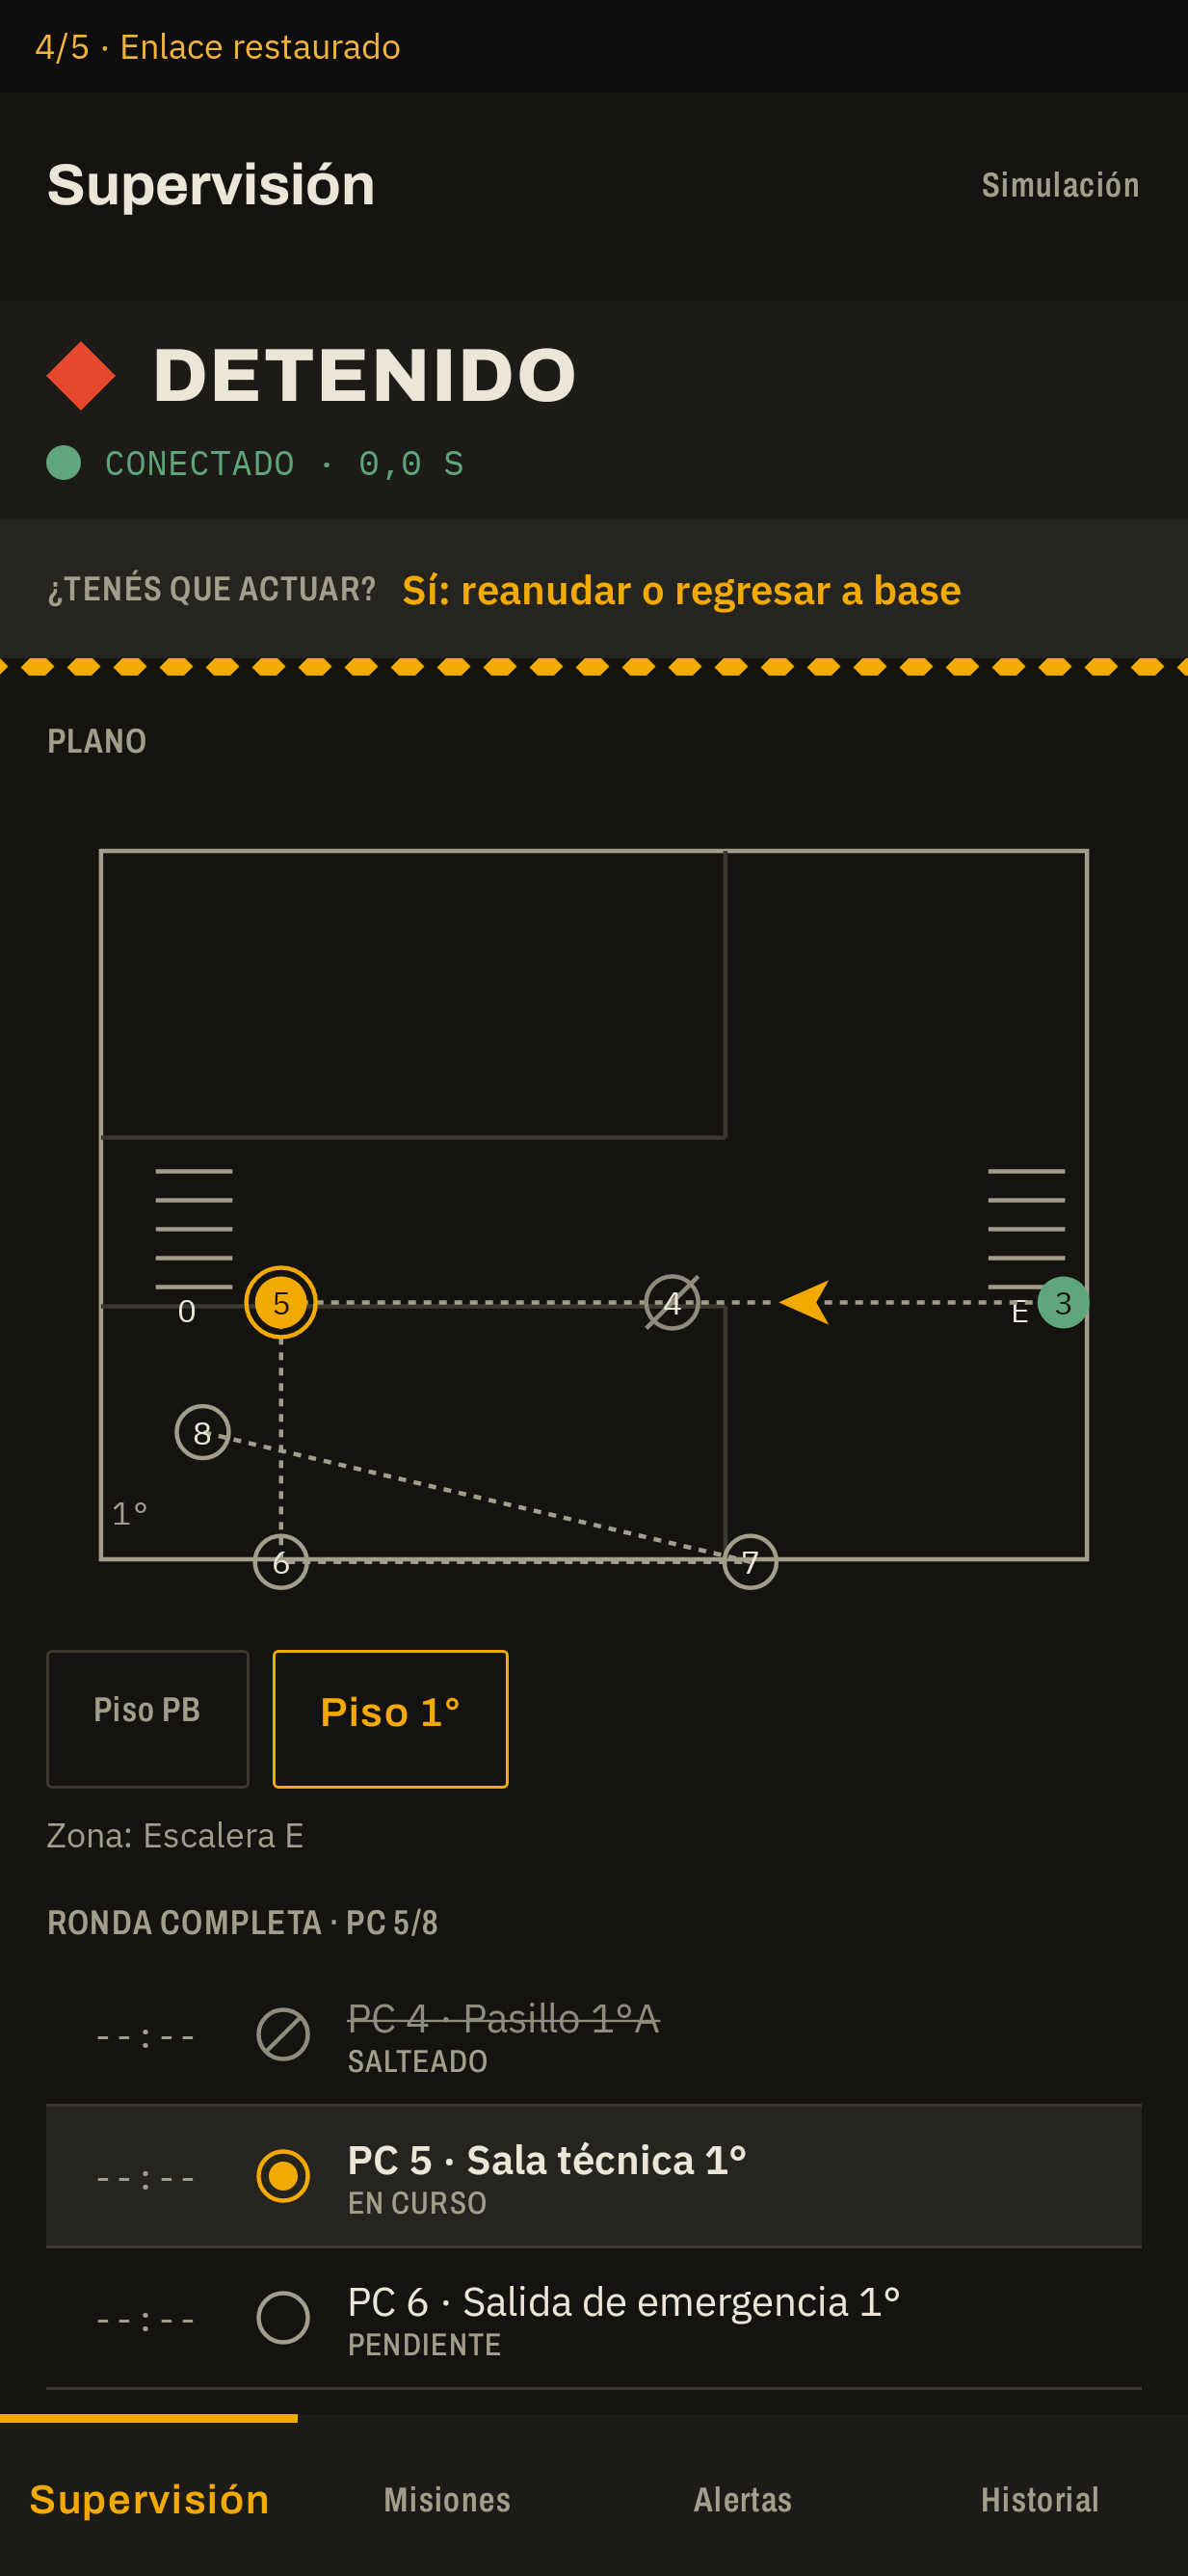 4/5 · Enlace restaurado
Supervisión
Simulación
DETENIDO
CONECTADO · 0,0 S
¿TENÉS QUE ACTUAR? Sí: reanudar o regresar a base
PLANO
O
5
4
E
3
8
1°
6
7
Piso PB
Piso 1°
Zona: Escalera E
RONDA COMPLETA · PC 5/8
--:--
PC 4 · Pasillo 1°A
SALTEADO
--:--
PC 5 · Sala técnica 1°
EN CURSO
--:--
PC 6 · Salida de emergencia 1°
PENDIENTE
Supervisión
Misiones
Alertas
Historial